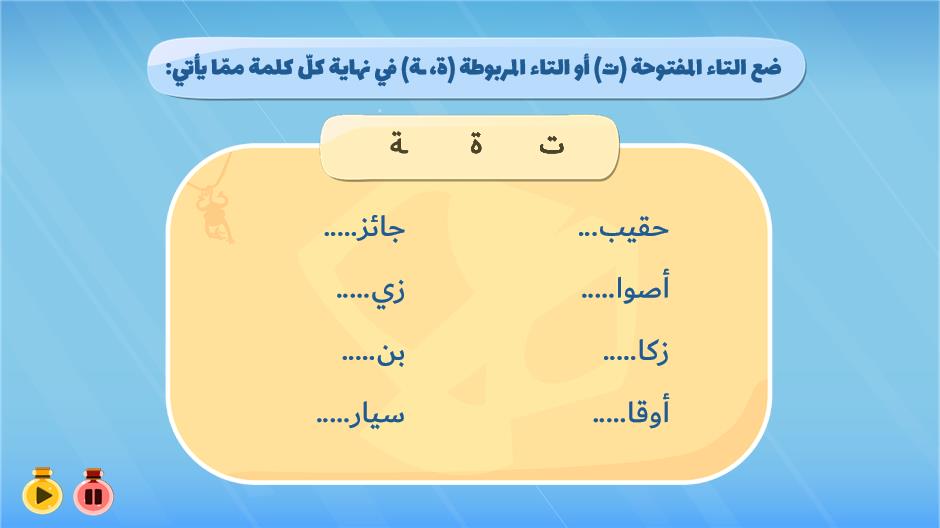 ضع التاء المفتوحة (ت) أو التاء المربوطة (ة، ـة) في نهاية كلّ كلمة ممّا يأتي:
ت ة ـة
حقيب... جائز.....
أصوا..... زي.....
زكا..... بن.....
أوقا..... سيار.....